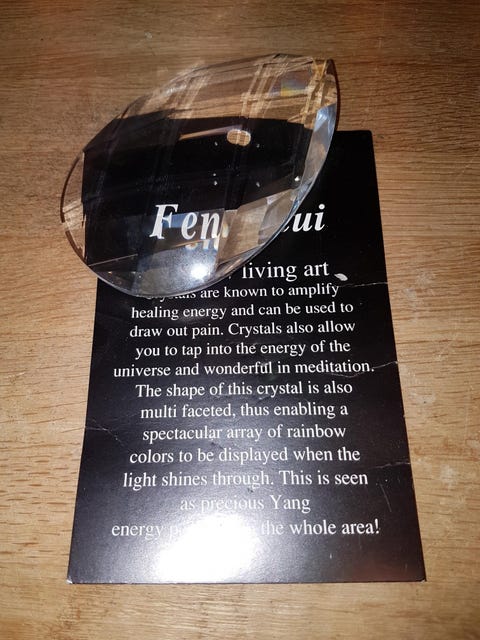 Fen ui
living art
Crystals are known to amplify
healing energy and can be used to
draw out pain. Crystals also allow
you to tap into the energy of the
universe and wonderful in meditation.
The shape of this crystal is also
multi faceted, thus enabling a
spectacular array of rainbow
colors to be displayed when the
light shines through. This is seen
as precious Yang
energy the whole area!